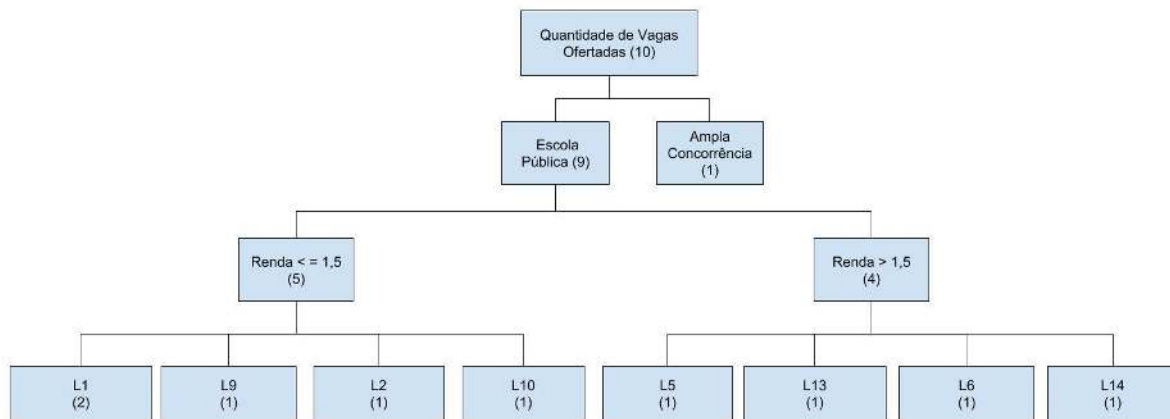 Quantidade de Vagas
Ofertadas (10)
Escola
Pública (9)
Ampla
Concorrência
(1)
Renda < = 1,5
(5)
Renda > 1,5
(4)
L1
(2)
L9
(1)
L2
(1)
L10
(1)
L5
(1)
L13
(1)
L6
(1)
L14
(1)